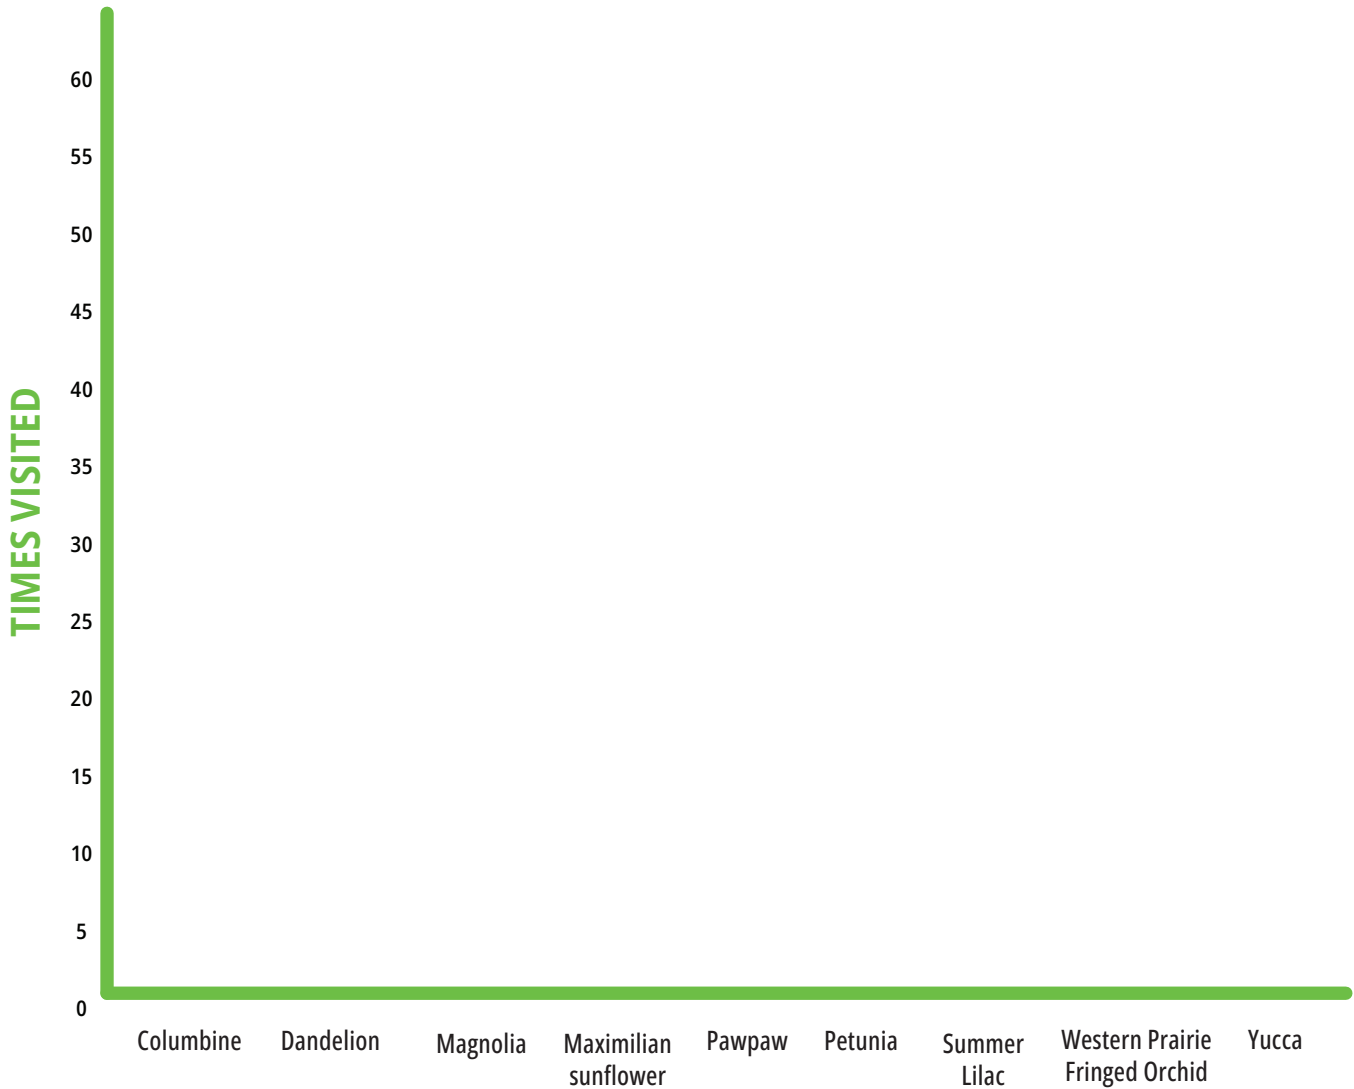 60
55
50
45
40
35
30
25
20
15
10
5
0
TIMES VISITED
Columbine
Dandelion
Magnolia
Maximilian
sunflower
Pawpaw
Petunia
Summer
Lilac
Western Prairie
Fringed Orchid
Yucca